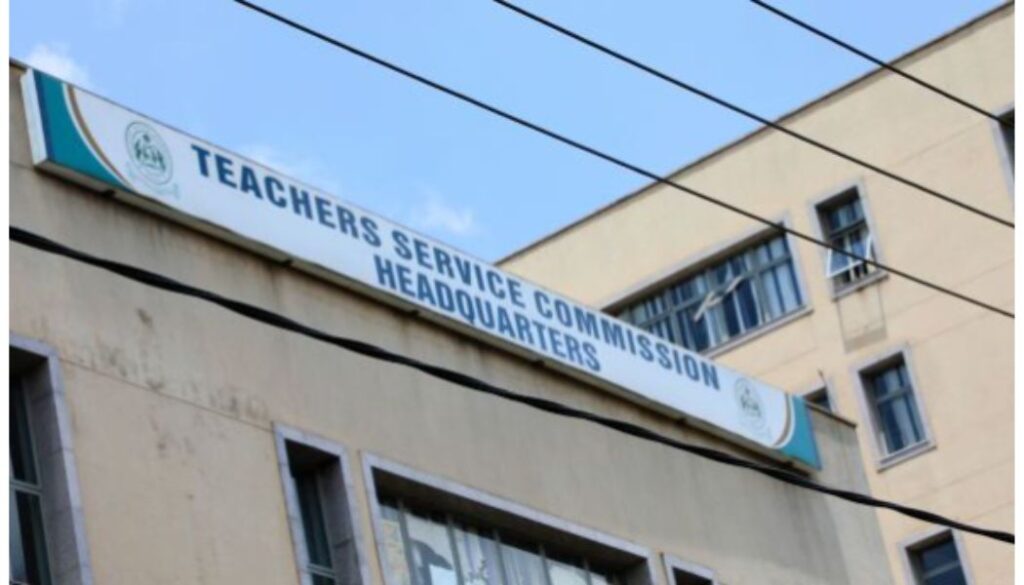 TEACHERS SERVICE COMMISSION
HEADQUARTERS